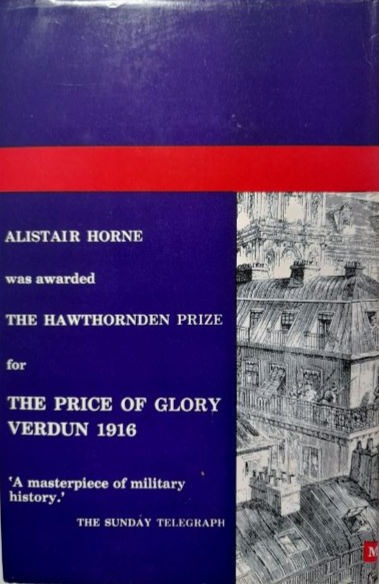 ALISTAIR HORNE
was awarded
THE HAWTHORNDEN PRIZE
for
THE PRICE OF GLORY
VERDUN 1916
'A masterpiece of military
history.'
THE SUNDAY TELEGRAPH
M